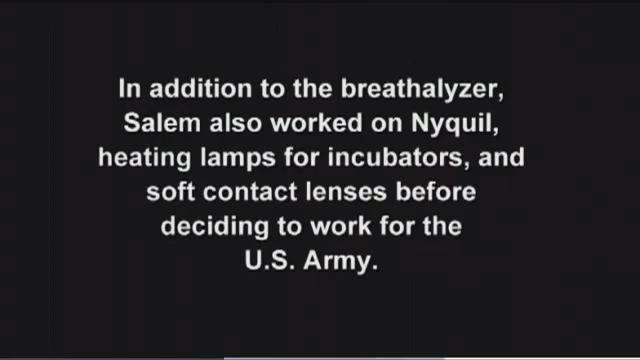 In addition to the breathalyzer,
Salem also worked on Nyquil,
heating lamps for incubators, and
soft contact lenses before
deciding to work for the
U.S. Army.